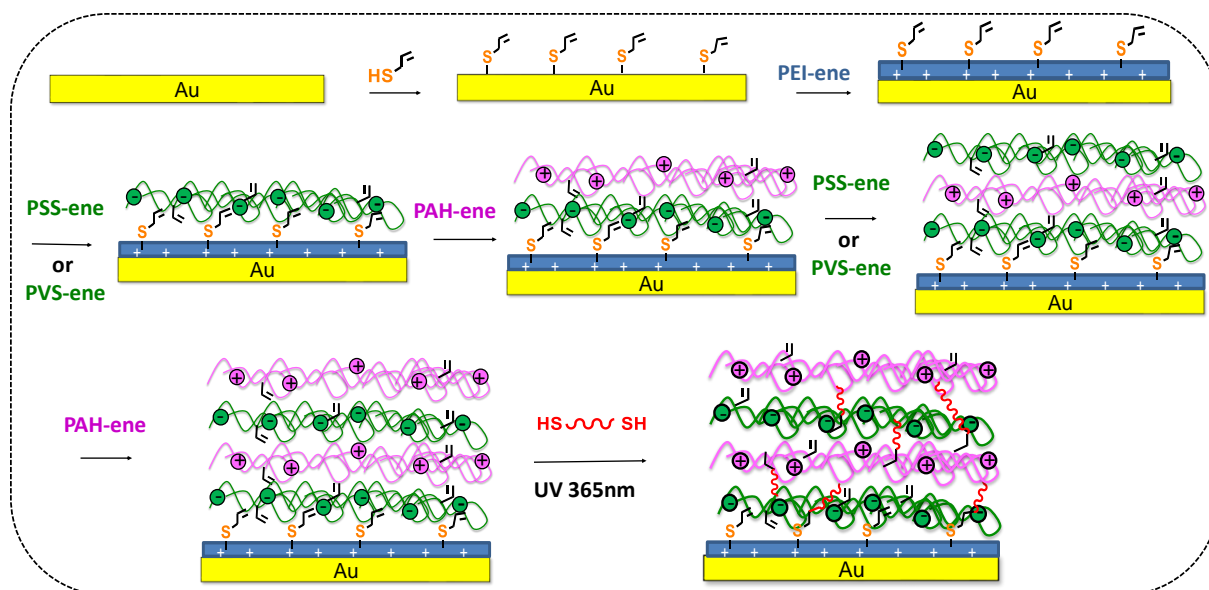 HS
S S S S
PEI-ene
S S S S
Au
Au
+ + + + + + +
Au
PSS-ene
or
PVS-ene
- - - - - -
S S S S
+ + + + + + +
Au
PAH-ene
+ + + + +
- - - - - -
S S S S
+ + + + + + +
Au
PSS-ene
or
PVS-ene
- - - - - -
+ + + + +
- - - - - -
S S S S
+ + + + + + +
Au
PAH-ene
+ + + + +
- - - - - -
+ + + + +
- - - - - -
S S S S
+ + + + + + +
Au
HS SH
UV 365nm
+ + + + +
- - - - - -
+ + + + +
- - - - - -
S S S S
+ + + + + + +
Au